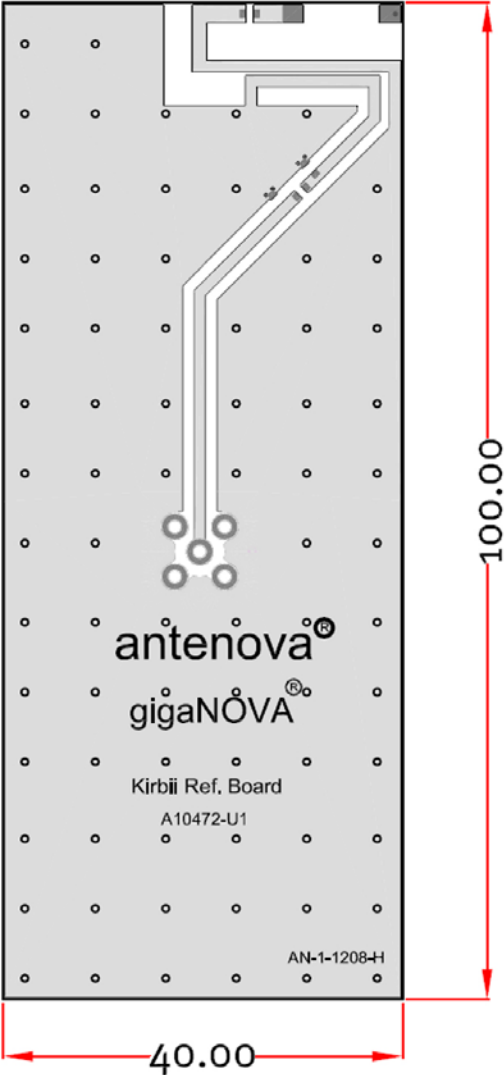 100.00
antenova®
gigaNOVA®
Kirbii Ref. Board
A10472-U1
AN-1-1208-H
40.00